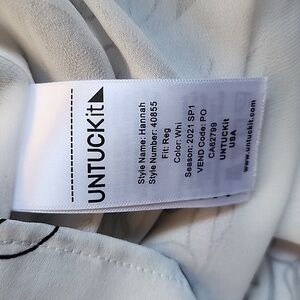 UNTUCKit
Style Name: Hannah
Style Number: 40855
Fit: Reg
Color: Whi
Season: 2021 SP1
VEND Code: PO
CA62799
UNTUCKit
USA
www.untuckit.com